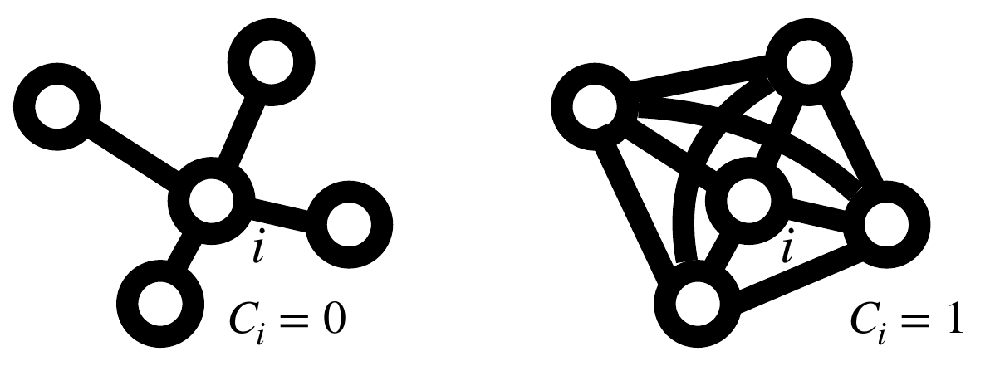 i
C_i = 0
i
C_i = 1